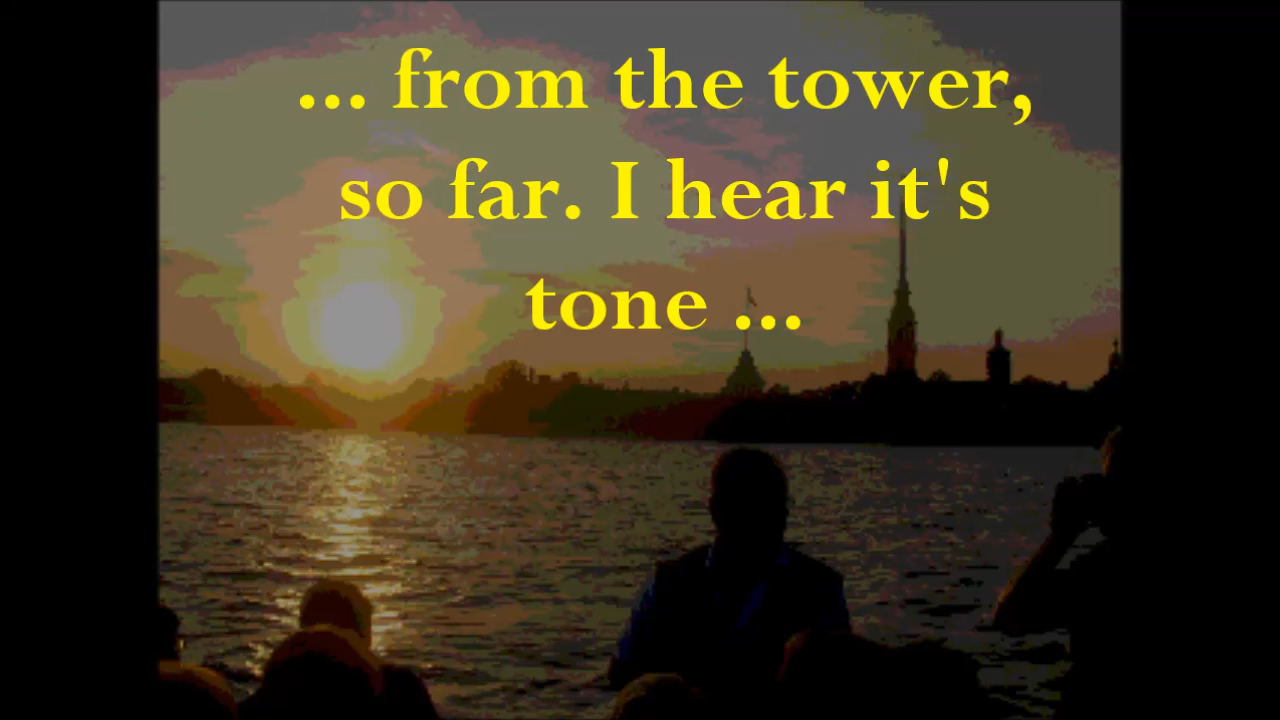 ... from the tower,
so far. I hear it's
tone ...